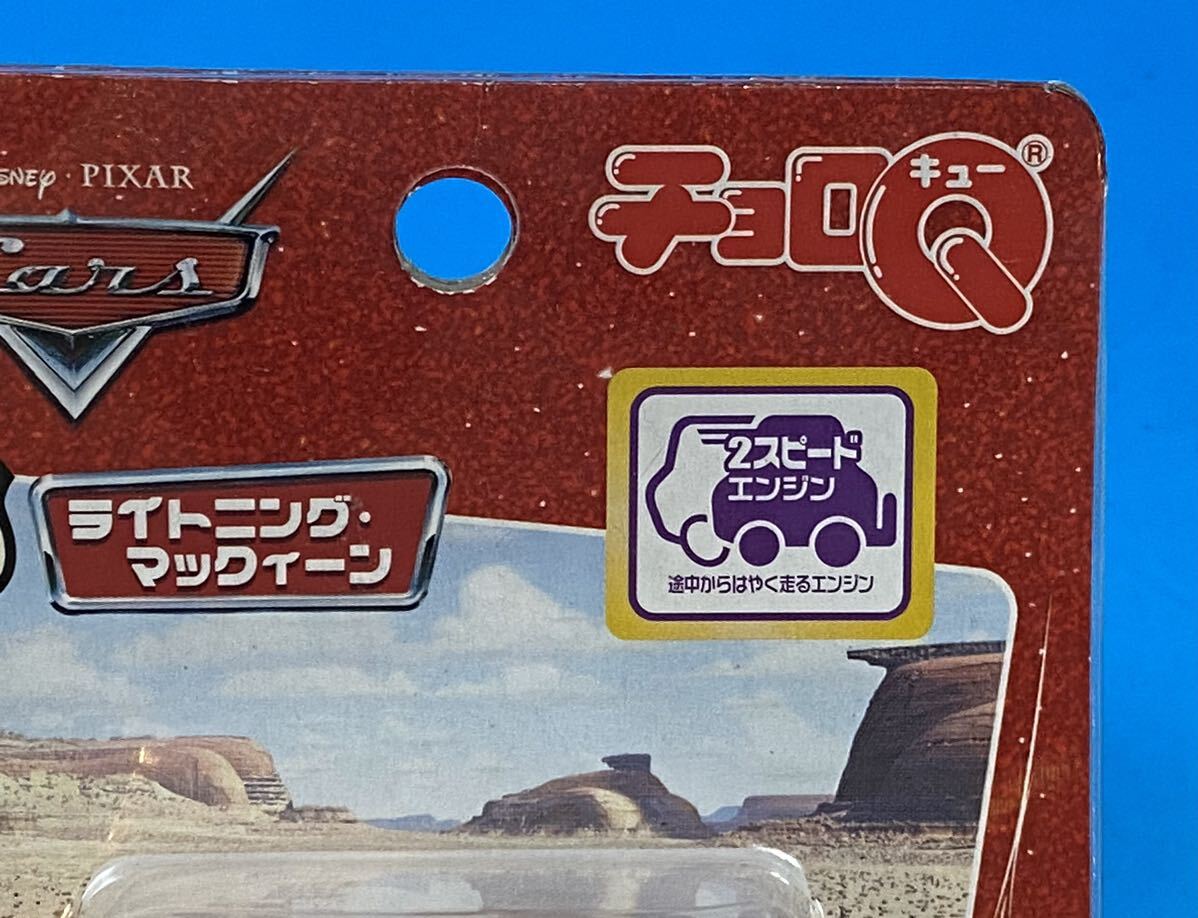 PIXAR
チョロQ
キュー
®
ライトニング・
マックィーン
2スピード
エンジン
途中からはやく走るエンジン